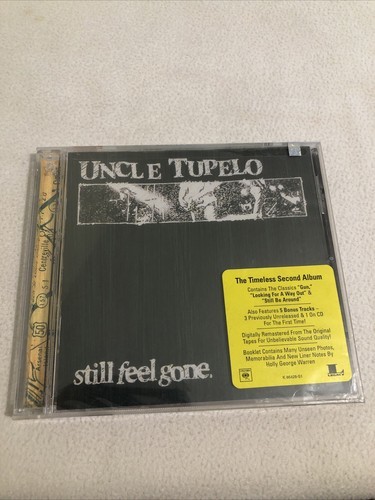 UNCLE TUPELO
The Timeless Second Album
Contains The Classics "Gun,"
"Looking For A Way Out" &
"Still Be Around"
Also Features 5 Bonus Tracks –
3 Previously Unreleased & 1 On CD
For The First Time!
Digitally Remastered From The Original
Tapes For Unbelievable Sound Quality!
Booklet Contains Many Unseen Photos,
Memorabilia And New Liner Notes By
Holly George Warren
still feel gone.
COLUMBIA
L
Centreville
50